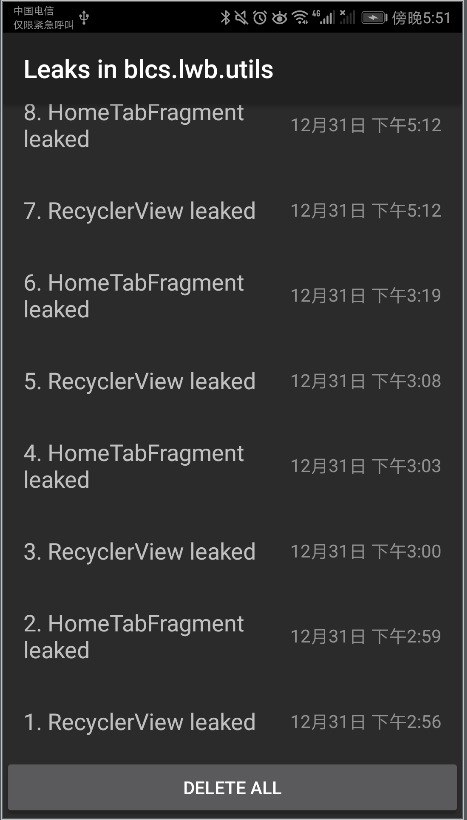 中国电信
仅限紧急呼叫
4G
傍晚5:51
Leaks in blcs.lwb.utils
8. HomeTabFragment
leaked
12月31日 下午5:12
7. RecyclerView leaked
12月31日 下午5:12
6. HomeTabFragment
leaked
12月31日 下午3:19
5. RecyclerView leaked
12月31日 下午3:08
4. HomeTabFragment
leaked
12月31日 下午3:03
3. RecyclerView leaked
12月31日 下午3:00
2. HomeTabFragment
leaked
12月31日 下午2:59
1. RecyclerView leaked
12月31日 下午2:56
DELETE ALL